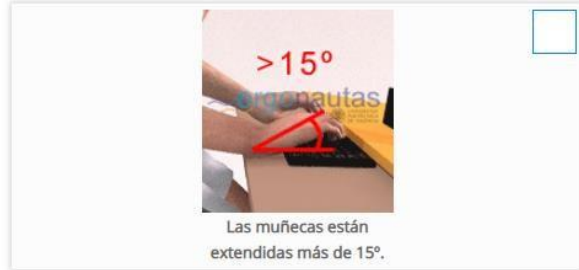 >15º
ergonautas
Las muñecas están
extendidas más de 15º.